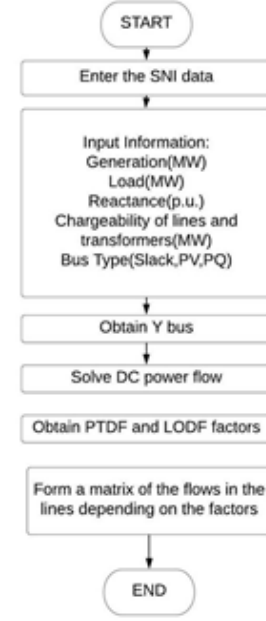 START
Enter the SNI data
Input Information:
Generation(MW)
Load(MW)
Reactance(p.u.)
Chargeability of lines and
transformers(MW)
Bus Type(Slack,PV,PQ)
Obtain Y bus
Solve DC power flow
Obtain PTDF and LODF factors
Form a matrix of the flows in the
lines depending on the factors
END